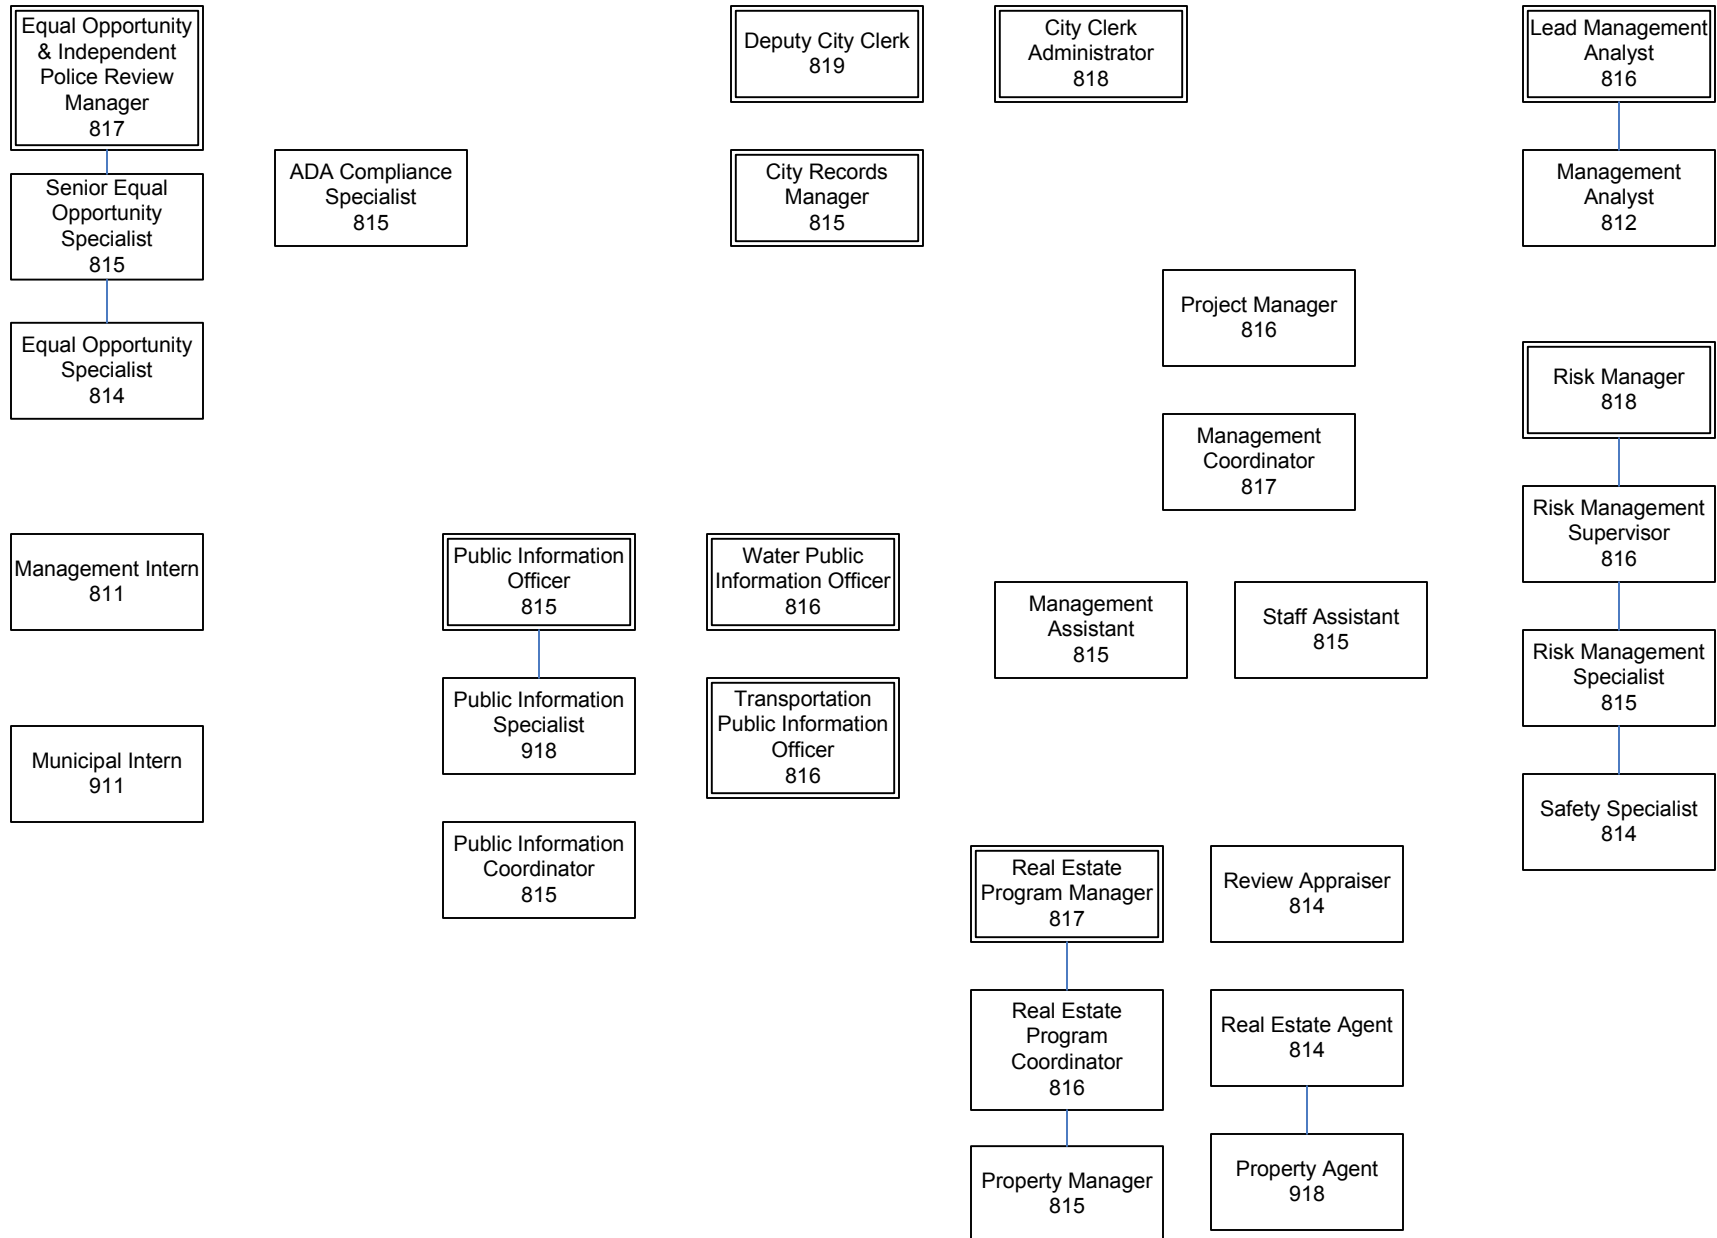 Equal Opportunity
& Independent
Police Review
Manager
817
Deputy City Clerk
819
City Clerk
Administrator
818
Lead Management
Analyst
816
Senior Equal
Opportunity
Specialist
815
ADA Compliance
Specialist
815
City Records
Manager
815
Management
Analyst
812
Project Manager
816
Equal Opportunity
Specialist
814
Risk Manager
818
Management
Coordinator
817
Risk Management
Supervisor
816
Management Intern
811
Public Information
Officer
815
Water Public
Information Officer
816
Management
Assistant
815
Staff Assistant
815
Risk Management
Specialist
815
Public Information
Specialist
918
Transportation
Public Information
Officer
816
Municipal Intern
911
Safety Specialist
814
Public Information
Coordinator
815
Real Estate
Program Manager
817
Review Appraiser
814
Real Estate
Program
Coordinator
816
Real Estate Agent
814
Property Manager
815
Property Agent
918